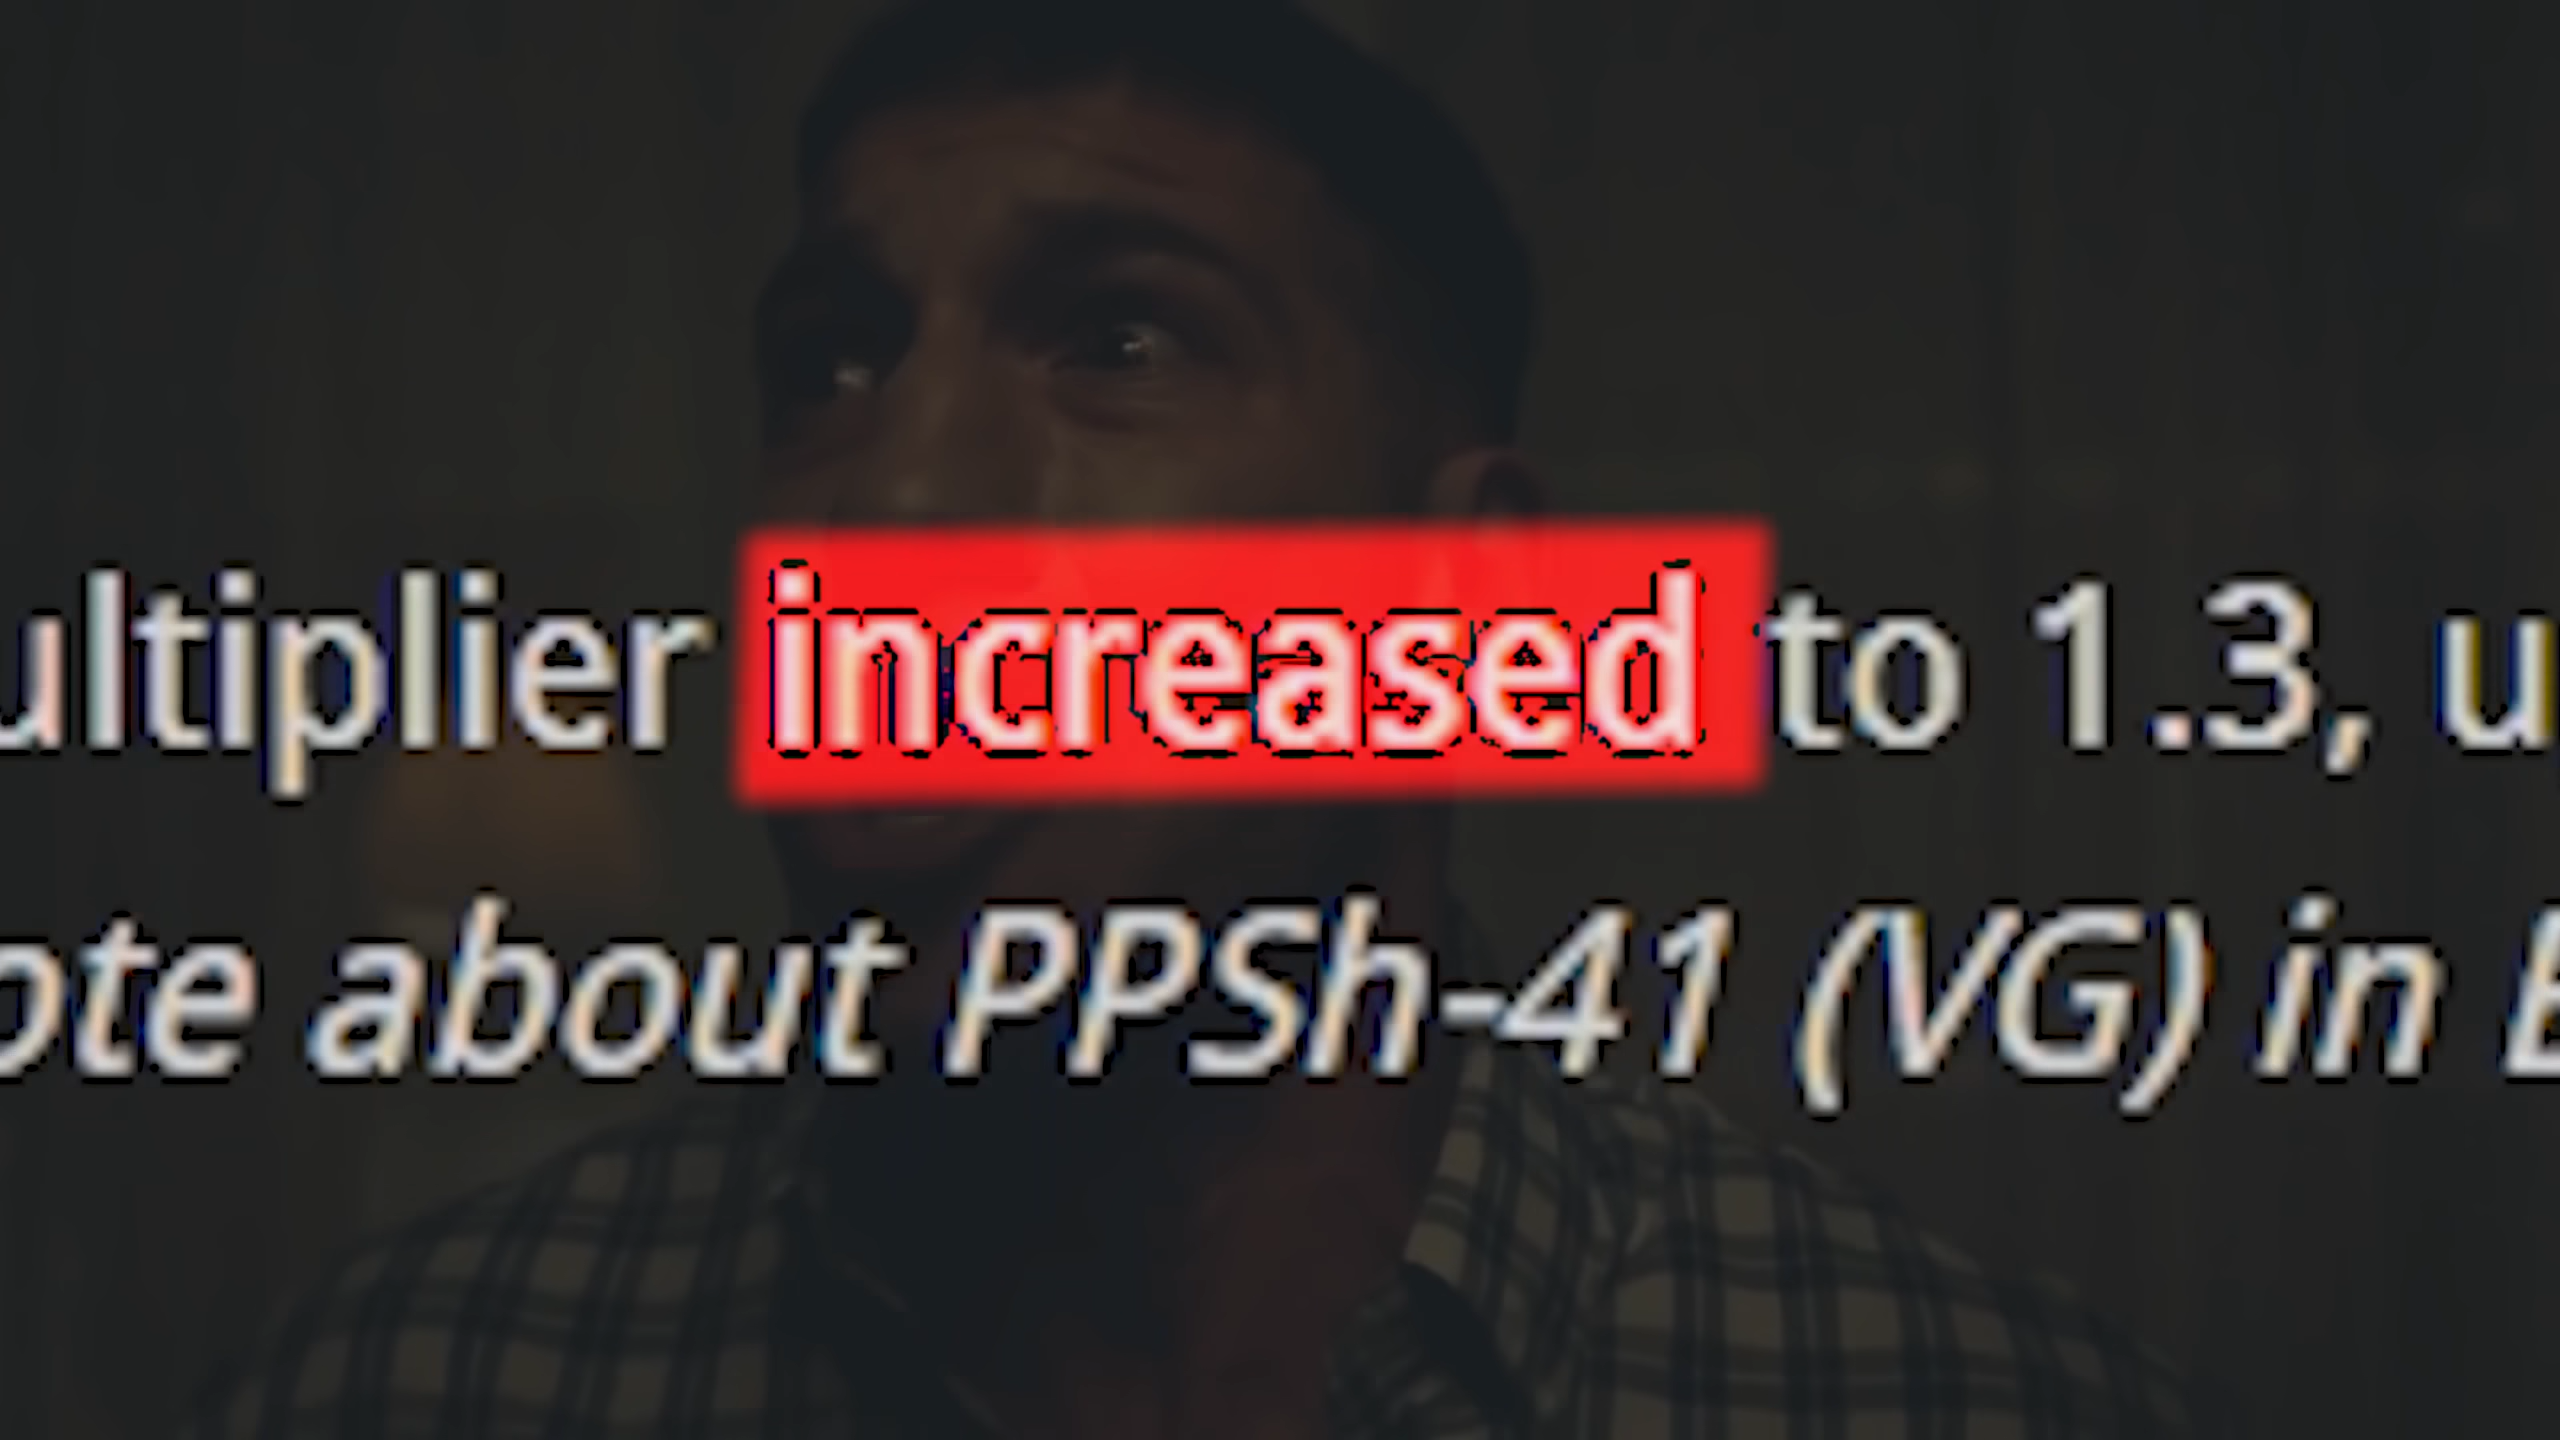 ultiplier increased to 1.3, u
ote about PPSh-41 (VG) in